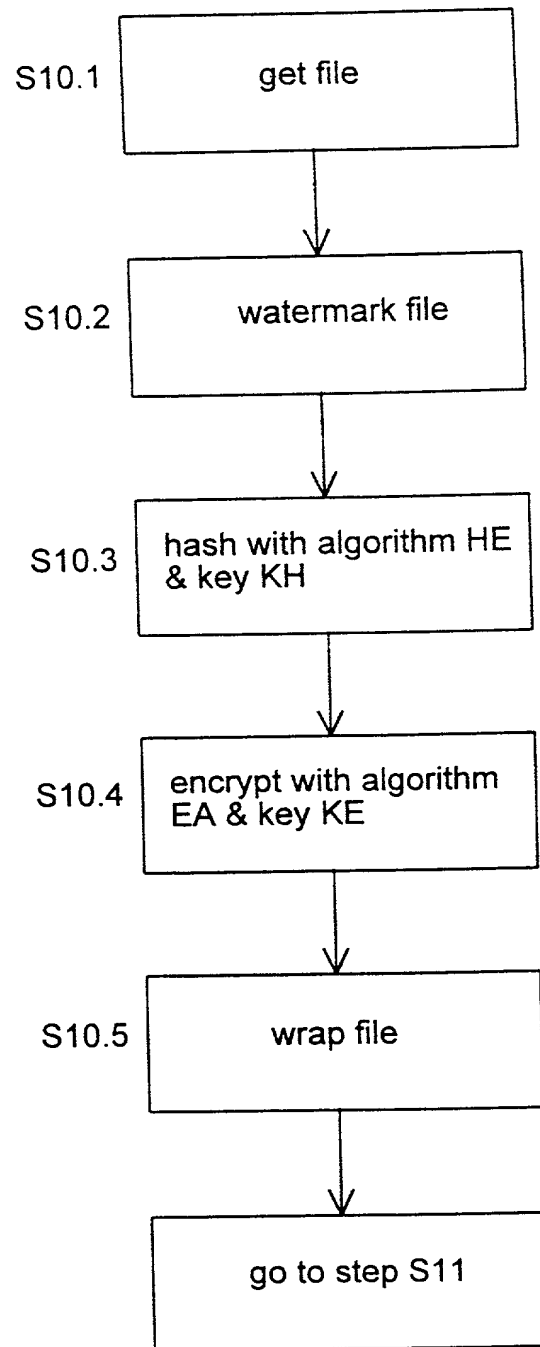 S10.1
get file
S10.2
watermark file
S10.3
hash with algorithm HE
& key KH
S10.4
encrypt with algorithm
EA & key KE
S10.5
wrap file
go to step S11